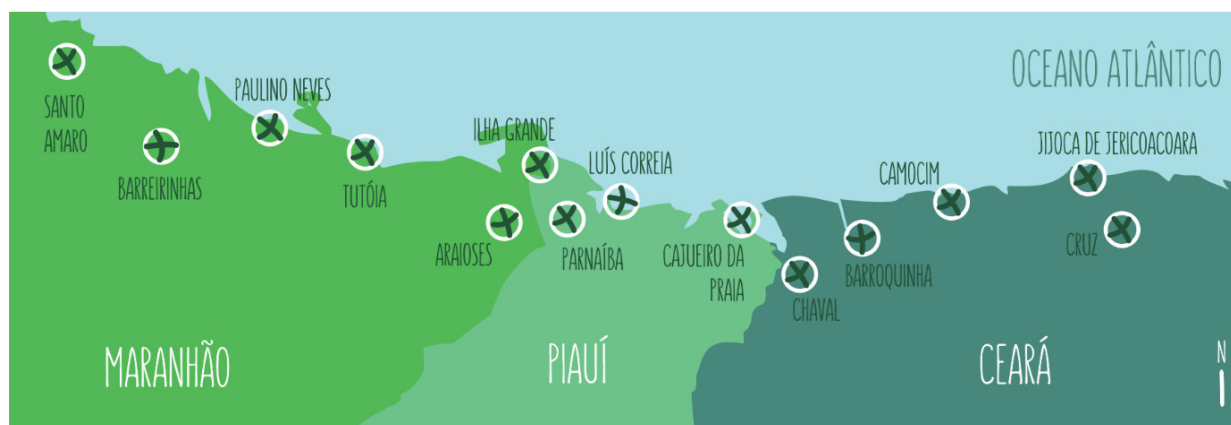 OCEANO ATLÂNTICO
SANTO
AMARO
BARREIRINHAS
PAULINO NEVES
TUTÓIA
ILHA GRANDE
ARAIOSES
PARNAÍBA
LUÍS CORREIA
CAJUEIRO DA
PRAIA
CHAVAL
BARROQUINHA
CAMOCIM
JIJOCA DE JERICOACOARA
CRUZ
MARANHÃO
PIAUÍ
CEARÁ
N